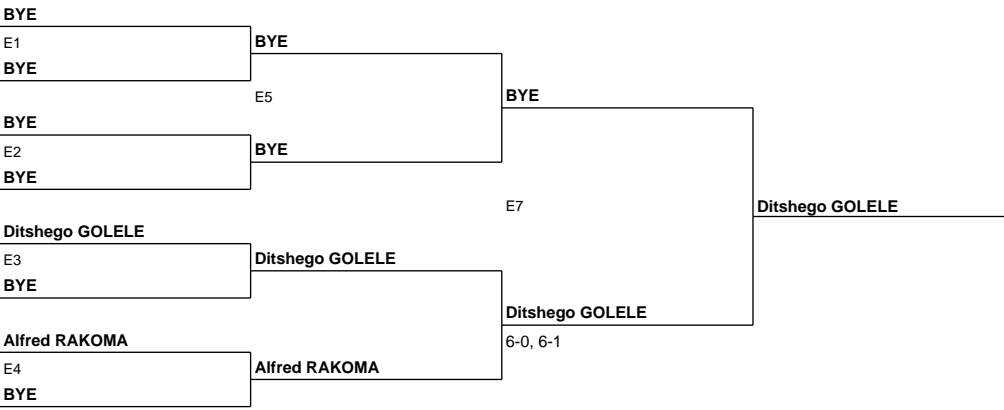 BYE
E1
BYE
BYE
E5
BYE
BYE
E2
BYE
BYE
E7
Ditshego GOLELE
Ditshego GOLELE
E3
Ditshego GOLELE
BYE
Ditshego GOLELE
6-0, 6-1
Alfred RAKOMA
E4
Alfred RAKOMA
BYE